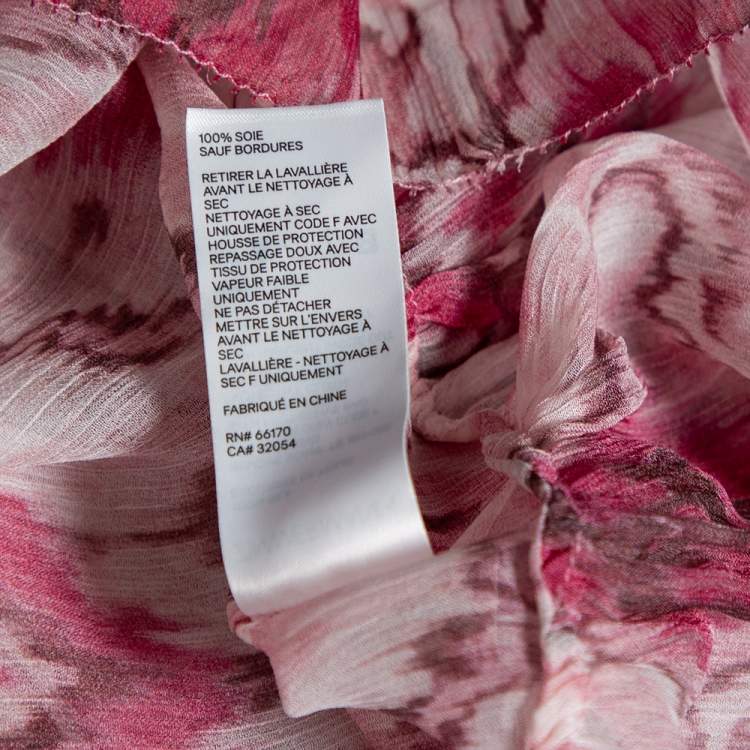 100% SOIE
SAUF BORDURES
RETIRER LA LAVALLIÈRE
AVANT LE NETTOYAGE À
SEC
NETTOYAGE À SEC
UNIQUEMENT CODE F AVEC
HOUSSE DE PROTECTION
REPASSAGE DOUX AVEC
TISSU DE PROTECTION
VAPEUR FAIBLE
UNIQUEMENT
NE PAS DÉTACHER
METTRE SUR L'ENVERS
AVANT LE NETTOYAGE À
SEC
LAVALLIÈRE - NETTOYAGE À
SEC F UNIQUEMENT
FABRIQUÉ EN CHINE
RN# 66170
CA# 32054